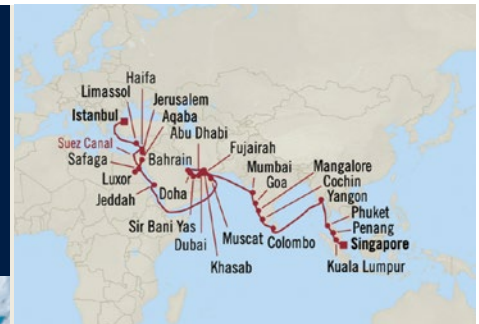 Haifa
Limassol
Jerusalem
Istanbul
Aqaba
Abu Dhabi
Suez Canal
Fujairah
Safaga
Bahrain
Mumbai
Mangalore
Luxor
Goa
Cochin
Jeddah
Doha
Yangon
Phuket
Sir Bani Yas
Muscat
Colombo
Penang
Dubai
Singapore
Khasab
Kuala Lumpur